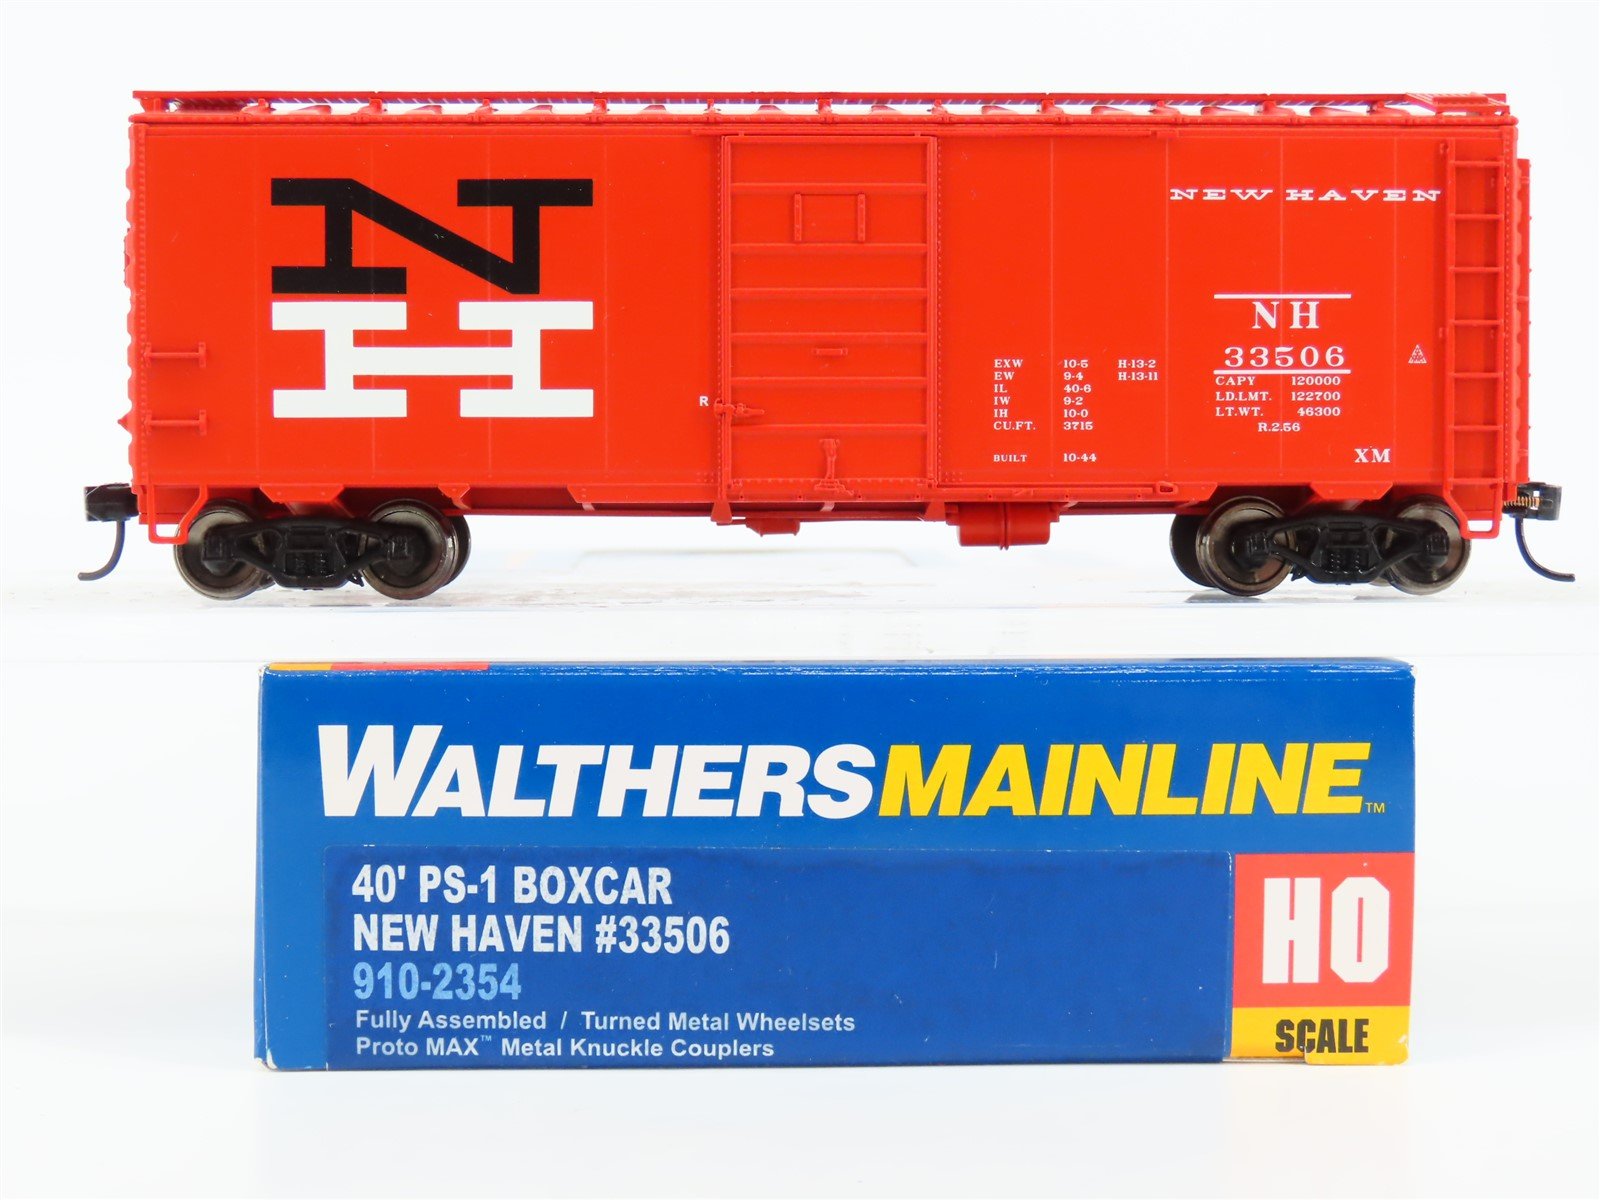 N
H
NEW HAVEN
NH
33506
CAPY 120000
LD.LMT. 122700
LT.WT. 46300
R.2.56
XM
R
EXW 10-5 H-13-2
EW 9-4 H-13-11
IL 40-6
IW 9-2
IH 10-0
CU.FT. 3715
BUILT 10-44
WALTHERS MAINLINE™
40' PS-1 BOXCAR
NEW HAVEN #33506
910-2354
Fully Assembled / Turned Metal Wheelsets
Proto MAX™ Metal Knuckle Couplers
HO
SCALE